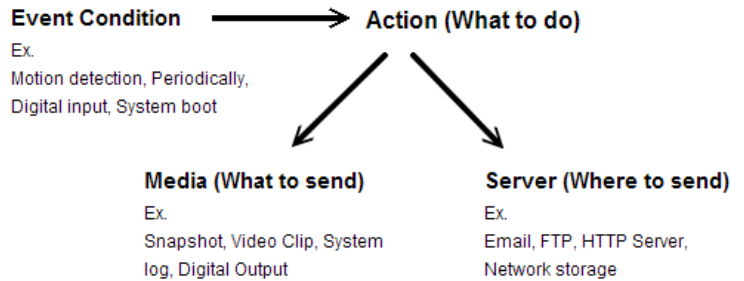 Event Condition
Action (What to do)
Ex.
Motion detection, Periodically,
Digital input, System boot
Media (What to send)
Ex.
Snapshot, Video Clip, System
log, Digital Output
Server (Where to send)
Ex.
Email, FTP, HTTP Server,
Network storage